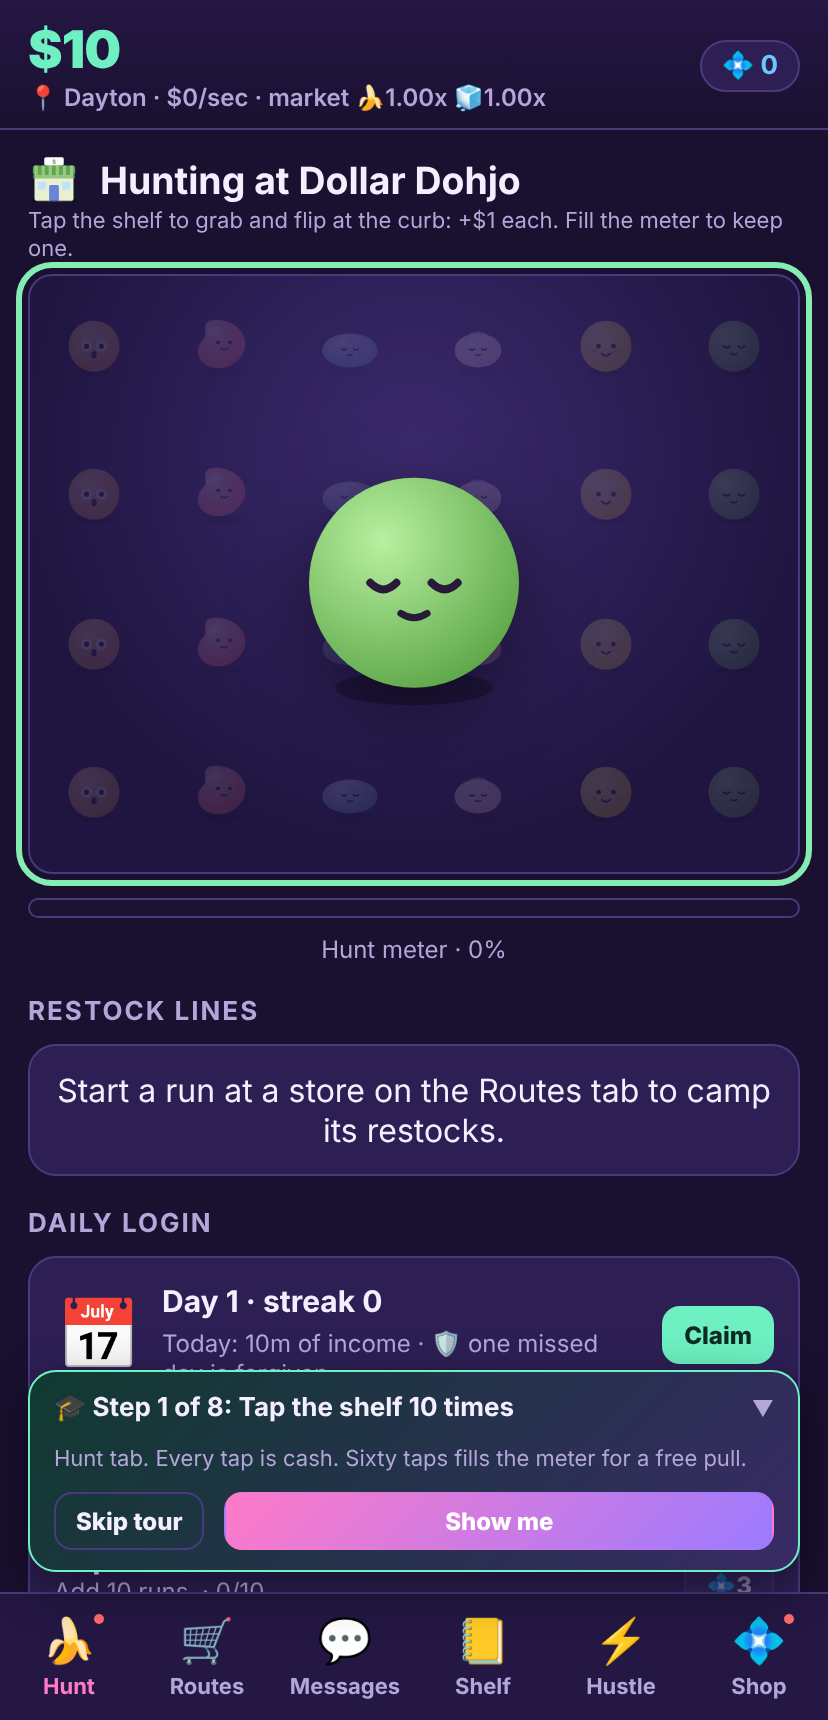 $10
📍 Dayton · $0/sec · market 🍌1.00x 🧊1.00x
💠 0
Hunting at Dollar Dohjo
Tap the shelf to grab and flip at the curb: +$1 each. Fill the meter to keep
one.
Hunt meter · 0%
RESTOCK LINES
Start a run at a store on the Routes tab to camp
its restocks.
DAILY LOGIN
July
17
Day 1 · streak 0
Today: 10m of income · 🛡️ one missed
day is forgiven
Claim
🎓 Step 1 of 8: Tap the shelf 10 times
▼
Hunt tab. Every tap is cash. Sixty taps fills the meter for a free pull.
Skip tour
Show me
Add 10 runs. · 0/10
💠3
Hunt
Routes
Messages
Shelf
Hustle
Shop